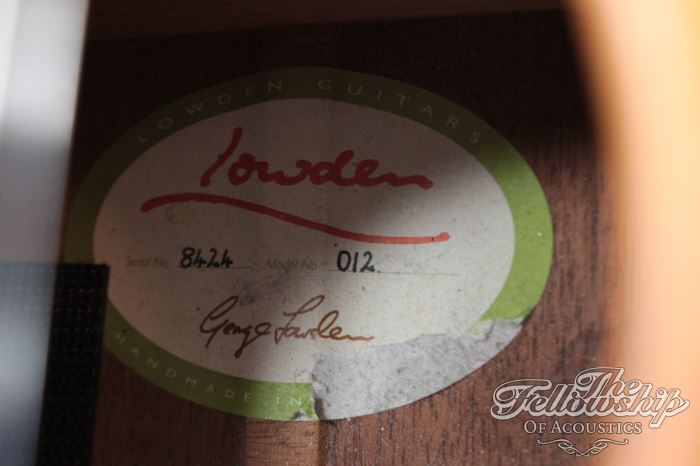 LOWDEN GUITARS
lowden
Serial No. 8424 Model No 012
George Lowden
HANDMADE IN
The
Fellowship
OF ACOUSTICS